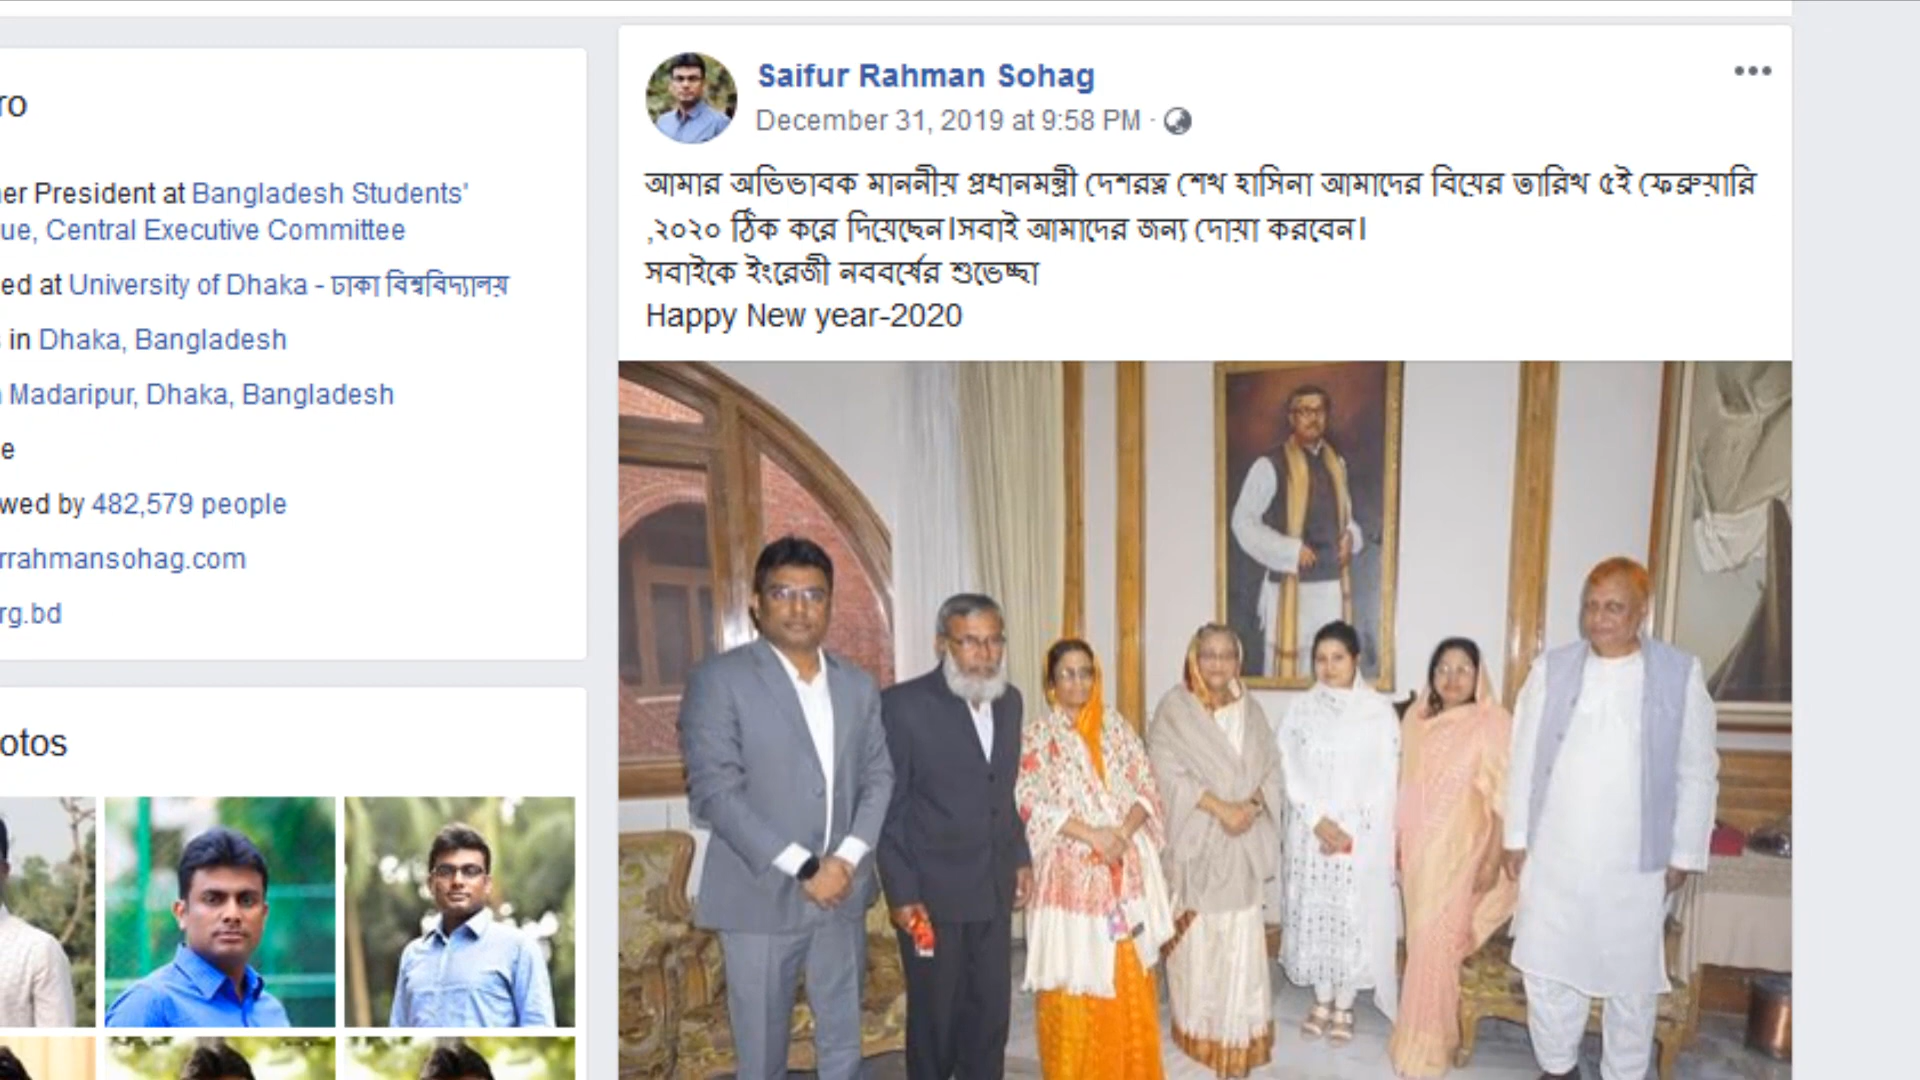 ro
er President at Bangladesh Students'
ue, Central Executive Committee
ed at University of Dhaka - ঢাকা বিশ্ববিদ্যালয়
in Dhaka, Bangladesh
Madaripur, Dhaka, Bangladesh
e
wed by 482,579 people
rrahmansohag.com
rg.bd
otos
Saifur Rahman Sohag
December 31, 2019 at 9:58 PM ·
আমার অভিভাবক মাননীয় প্রধানমন্ত্রী দেশরত্ন শেখ হাসিনা আমাদের বিয়ের তারিখ ৫ই ফেব্রুয়ারি
,২০২০ ঠিক করে দিয়েছেন।সবাই আমাদের জন্য দোয়া করবেন।
সবাইকে ইংরেজী নববর্ষের শুভেচ্ছা
Happy New year-2020